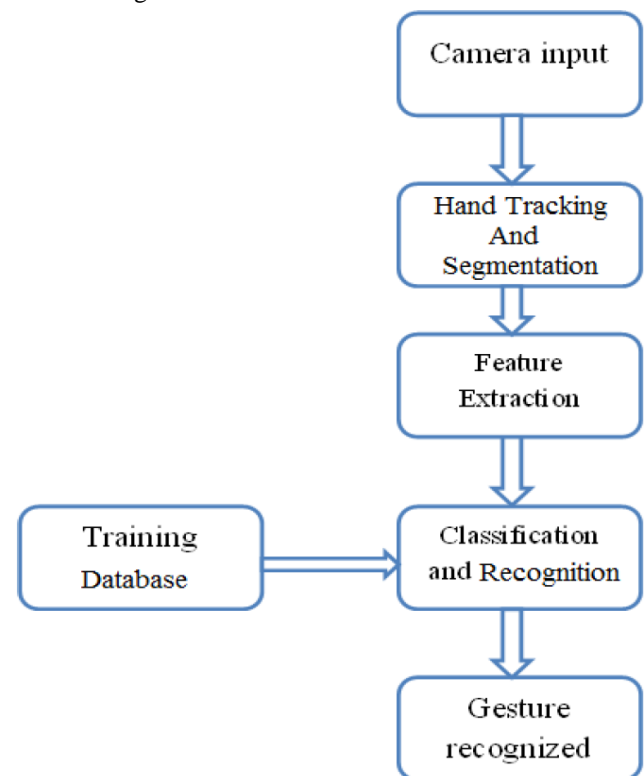 Camera input
Hand Tracking
And
Segmentation
Feature
Extraction
Training
Database
Classification
and Recognition
Gesture
recognized